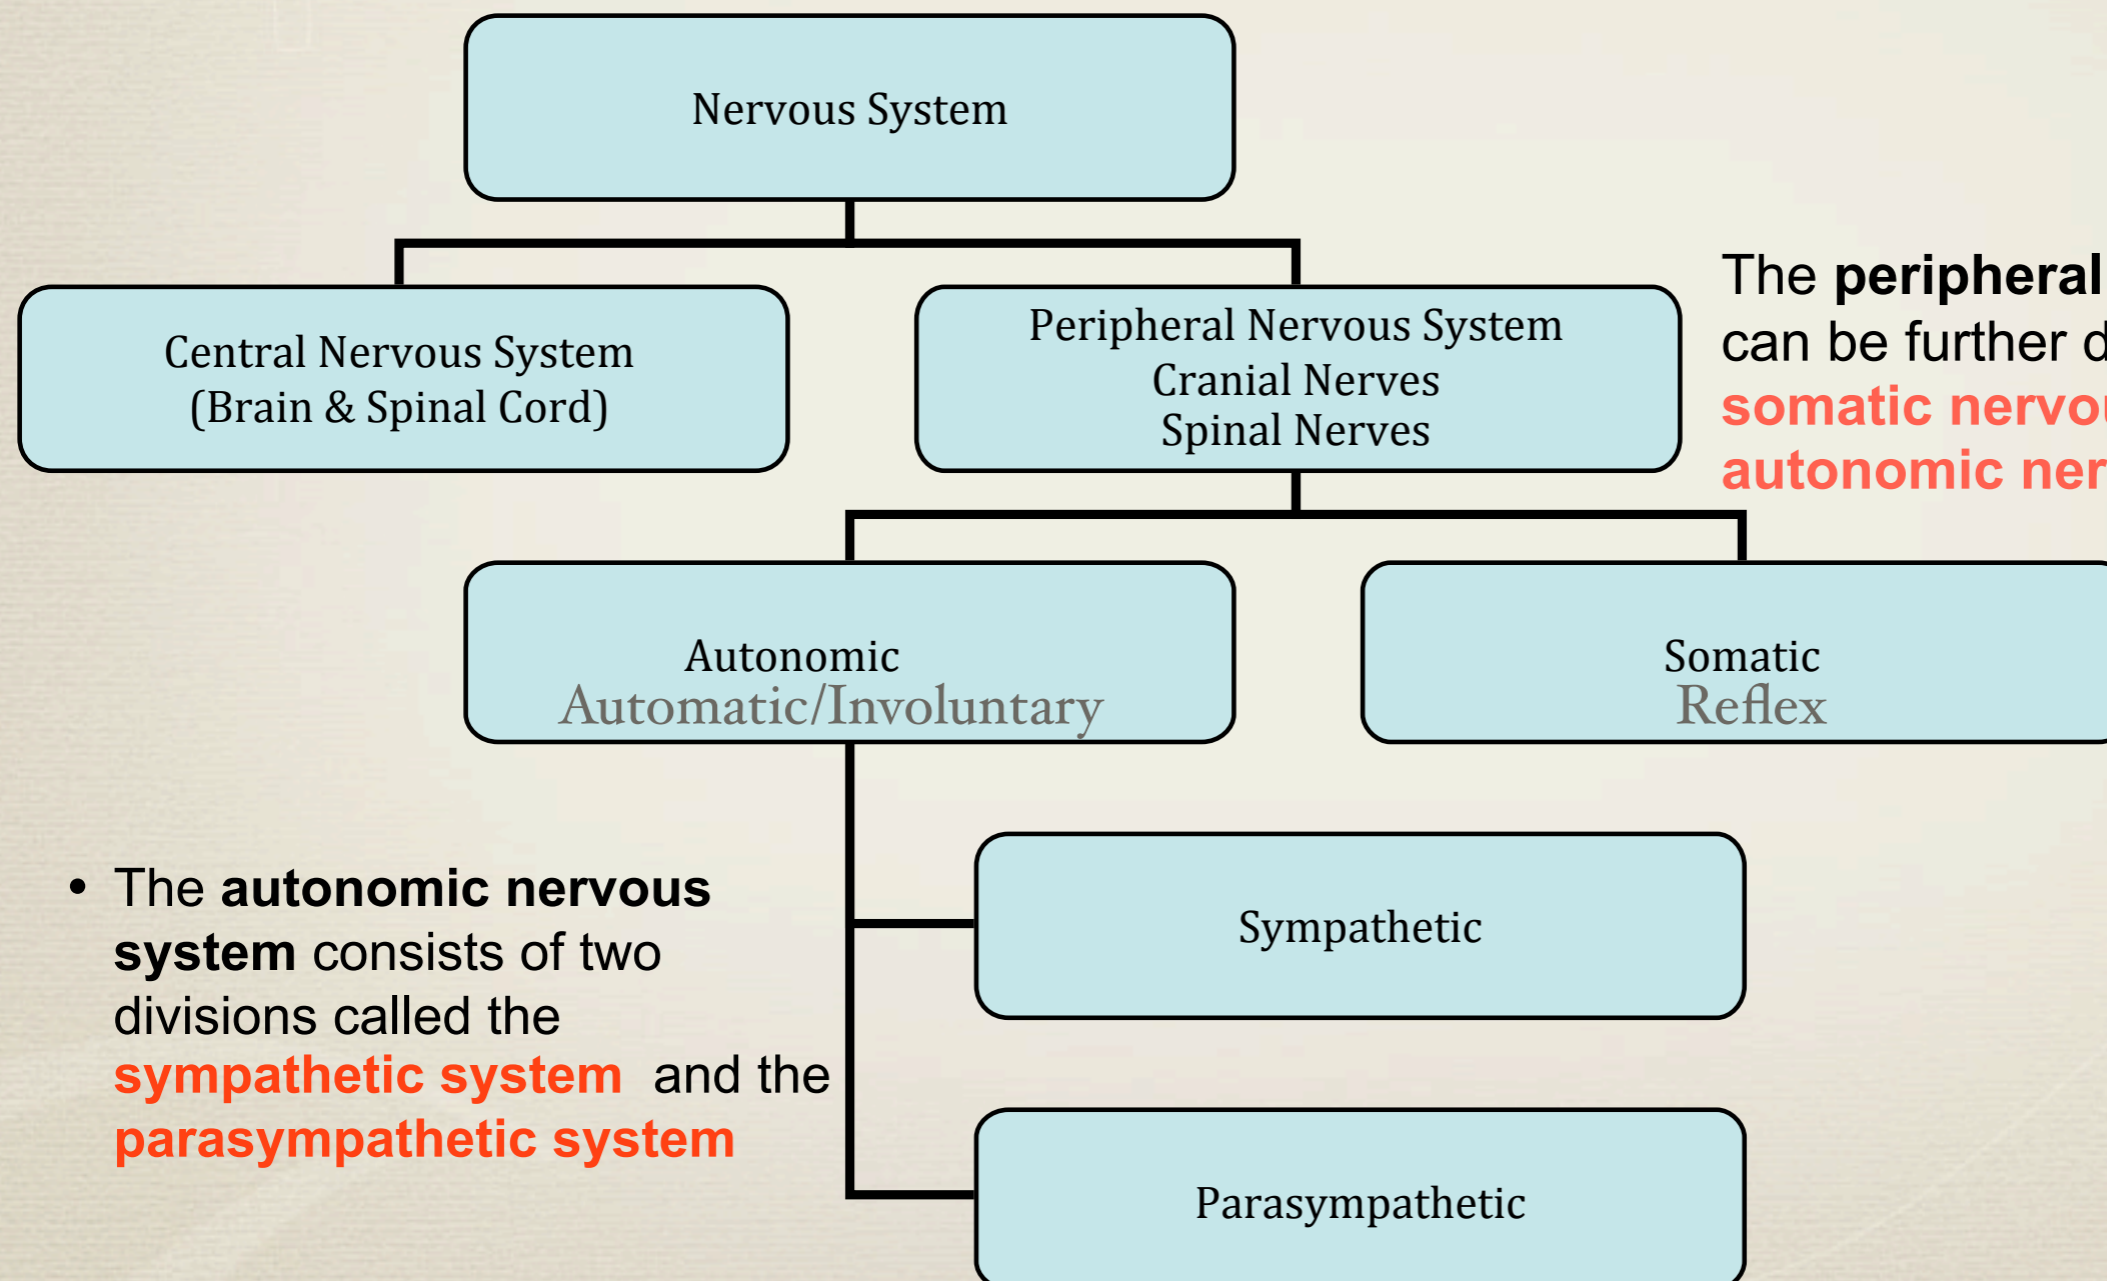 Nervous System
Central Nervous System
(Brain & Spinal Cord)
Peripheral Nervous System
Cranial Nerves
Spinal Nerves
The peripheral
can be further
somatic
autonomic
Autonomic
Automatic/Involuntary
Somatic
Reflex
• The autonomic nervous
system consists of two
divisions called the
sympathetic system and the
parasympathetic system
Sympathetic
Parasympathetic